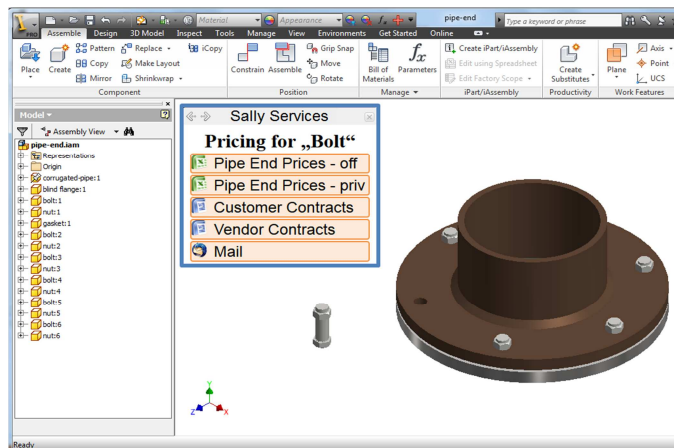 Material
Appearance
pipe-end
Type a keyword or phrase
PRO
Assemble Design 3D Model Inspect Tools Manage View Environments Get Started Online
Place
Create
Pattern
Copy
Mirror
Replace
Make Layout
Shrinkwrap
iCopy
Constrain
Assemble
Grip Snap
Move
Rotate
Bill of
Materials
Parameters
Create iPart/iAssembly
Edit using Spreadsheet
Edit Factory Scope
Create
Substitutes
Plane
Axis
Point
UCS
Component
Position
Manage
iPart/iAssembly
Productivity
Work Features
Model
Assembly View
pipe-end.iam
Representations
Origin
corrugated-pipe:1
blind flange:1
bolt:1
nut:1
gasket:1
bolt:2
nut:2
bolt:3
nut:3
bolt:4
nut:4
bolt:5
nut:5
bolt:6
nut:6
Sally Services
Pricing for „Bolt“
Pipe End Prices - off
Pipe End Prices - priv
Customer Contracts
Vendor Contracts
Mail
Y
Z
X
Ready